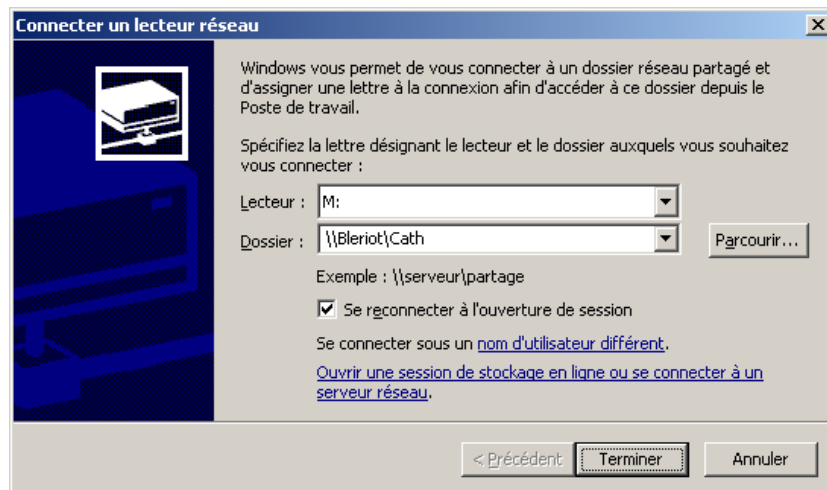 Connecter un lecteur réseau
Windows vous permet de vous connecter à un dossier réseau partagé et
d'assigner une lettre à la connexion afin d'accéder à ce dossier depuis le
Poste de travail.
Spécifiez la lettre désignant le lecteur et le dossier auxquels vous souhaitez
vous connecter :
Lecteur : M:
Dossier : \\Bleriot\Cath Parcourir...
Exemple : \\serveur\partage
Se reconnecter à l'ouverture de session
Se connecter sous un nom d'utilisateur différent.
Ouvrir une session de stockage en ligne ou se connecter à un
serveur réseau.
< Précédent Terminer Annuler